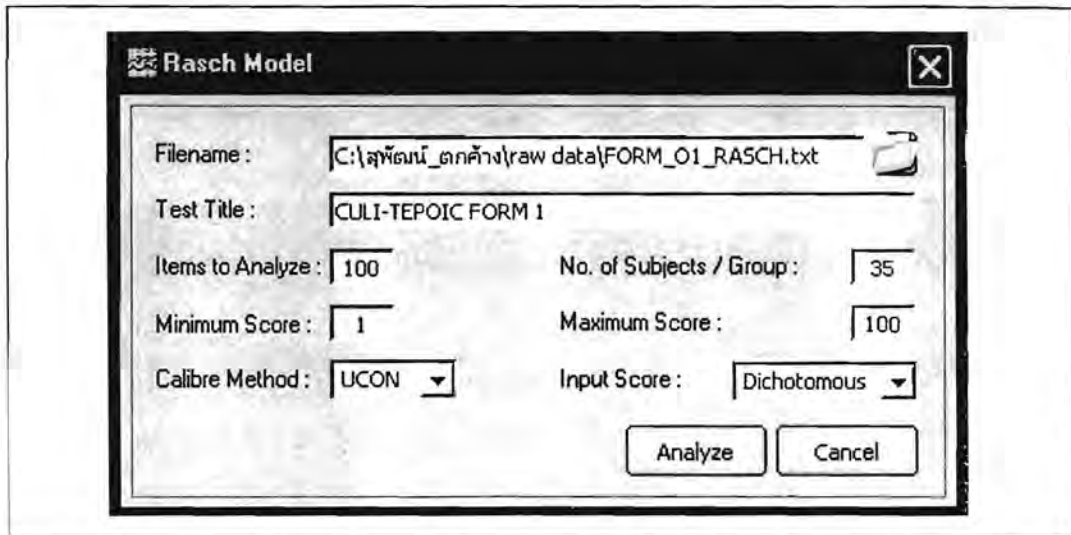 Rasch Model
Filename : C:\สุพัฒน์_ตกค้าง\raw data\FORM_01_RASCH.txt
Test Title : CULI-TEPOIC FORM 1
Items to Analyze : 100 No. of Subjects / Group : 35
Minimum Score : 1 Maximum Score : 100
Calibre Method : UCON Input Score : Dichotomous
Analyze Cancel